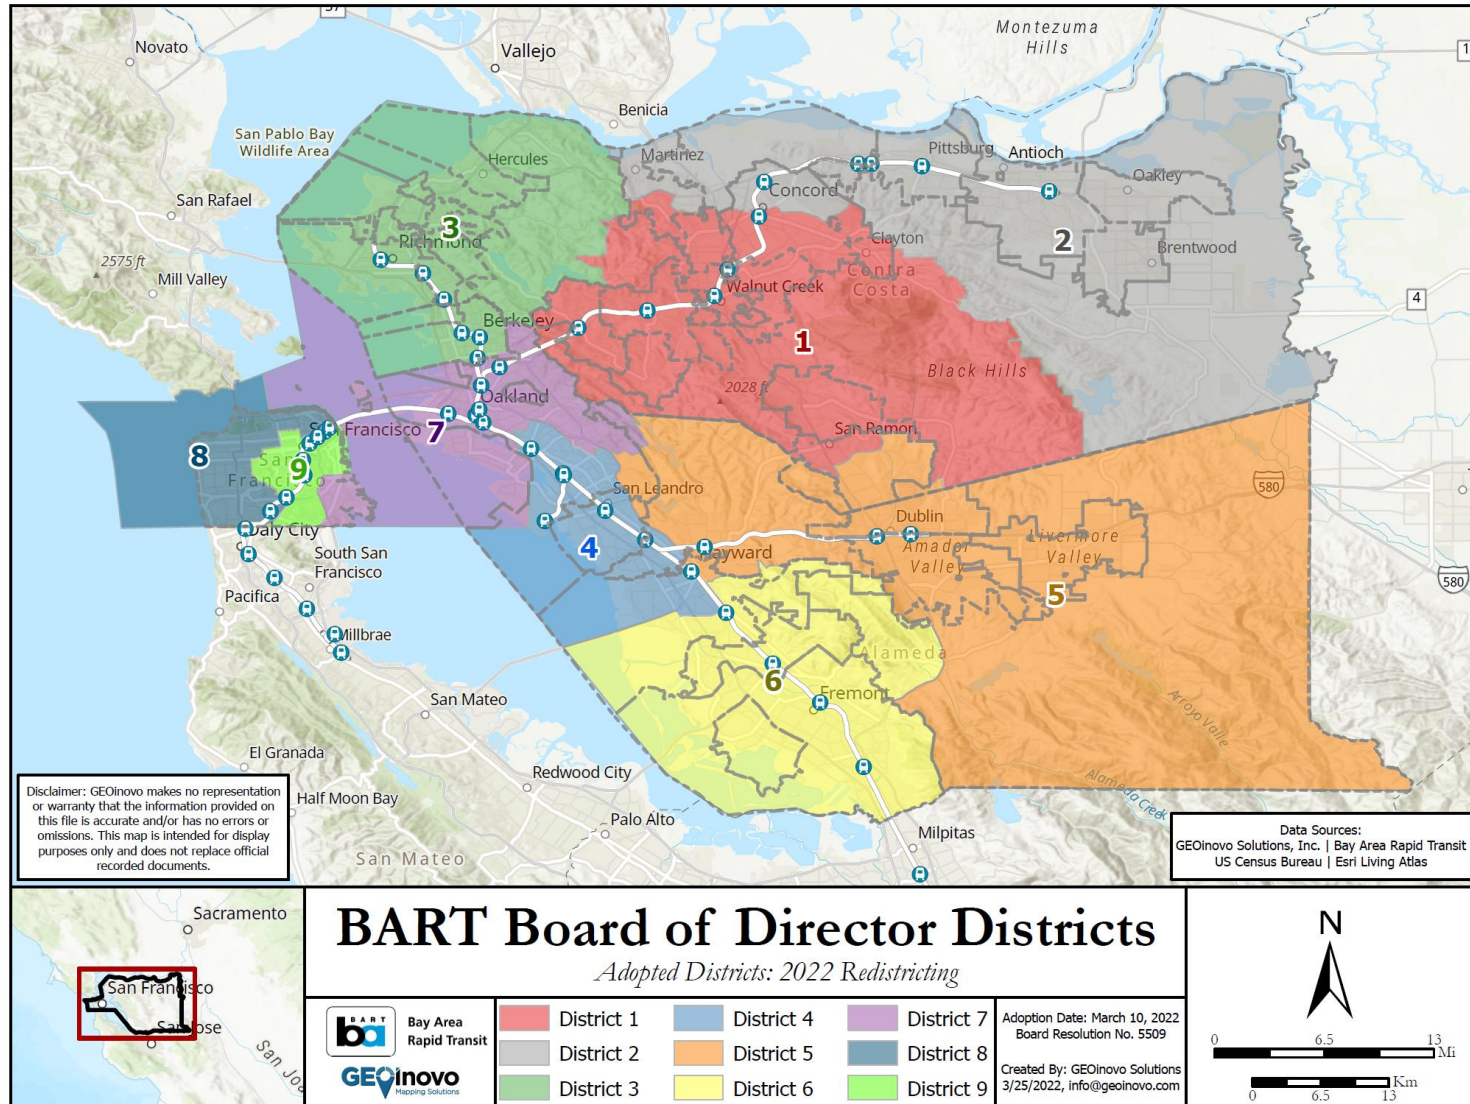 37
Novato
Vallejo
Montezuma
Hills
1
Benicia
San Pablo Bay
Wildlife Area
Hercules
Martinez
Pittsburg
Antioch
Oakley
Concord
San Rafael
3
Richmond
Clayton
2
Brentwood
2575 ft
Mill Valley
Contra
Costa
Walnut Creek
4
Berkeley
1
Black Hills
2028 ft
Oakland
San Francisco
7
San Ramon
8
9
San
Francisco
San Leandro
580
Daly City
Dublin
South San
Francisco
4
Hayward
Amador
Valley
Livermore
Valley
580
Pacifica
5
Millbrae
Alameda
6
Fremont
San Mateo
Arroyo Valle
El Granada
Redwood City
Alameda Creek
Half Moon Bay
Palo Alto
Milpitas
San Mateo
Disclaimer: GEOinovo makes no representation
or warranty that the information provided on
this file is accurate and/or has no errors or
omissions. This map is intended for display
purposes only and does not replace official
recorded documents.
Data Sources:
GEOinovo Solutions, Inc. | Bay Area Rapid Transit
US Census Bureau | Esri Living Atlas
Sacramento
San Francisco
San Jose
San Joa
BART Board of Director Districts
Adopted Districts: 2022 Redistricting
BART
ba
Bay Area
Rapid Transit
GEOinovo
Mapping Solutions
District 1
District 2
District 3
District 4
District 5
District 6
District 7
District 8
District 9
Adoption Date: March 10, 2022
Board Resolution No. 5509
Created By: GEOinovo Solutions
3/25/2022, info@geoinovo.com
N
0 6.5 13
Mi
Km
0 6.5 13